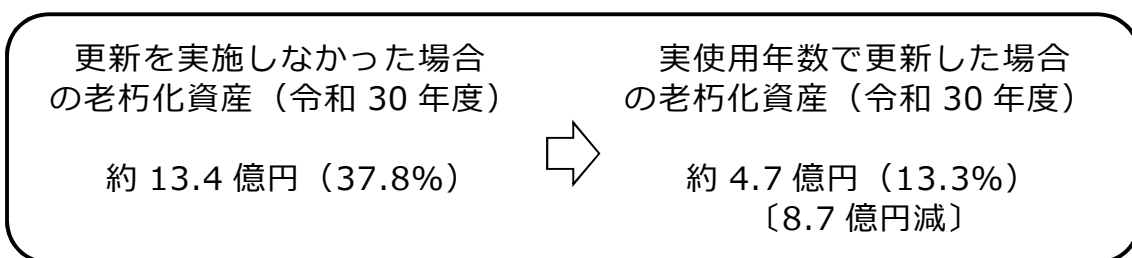 更新を実施しなかった場合
の老朽化資産（令和 30 年度）
約 13.4 億円（37.8%）
実使用年数で更新した場合
の老朽化資産（令和 30 年度）
約 4.7 億円（13.3%）
〔8.7 億円減〕